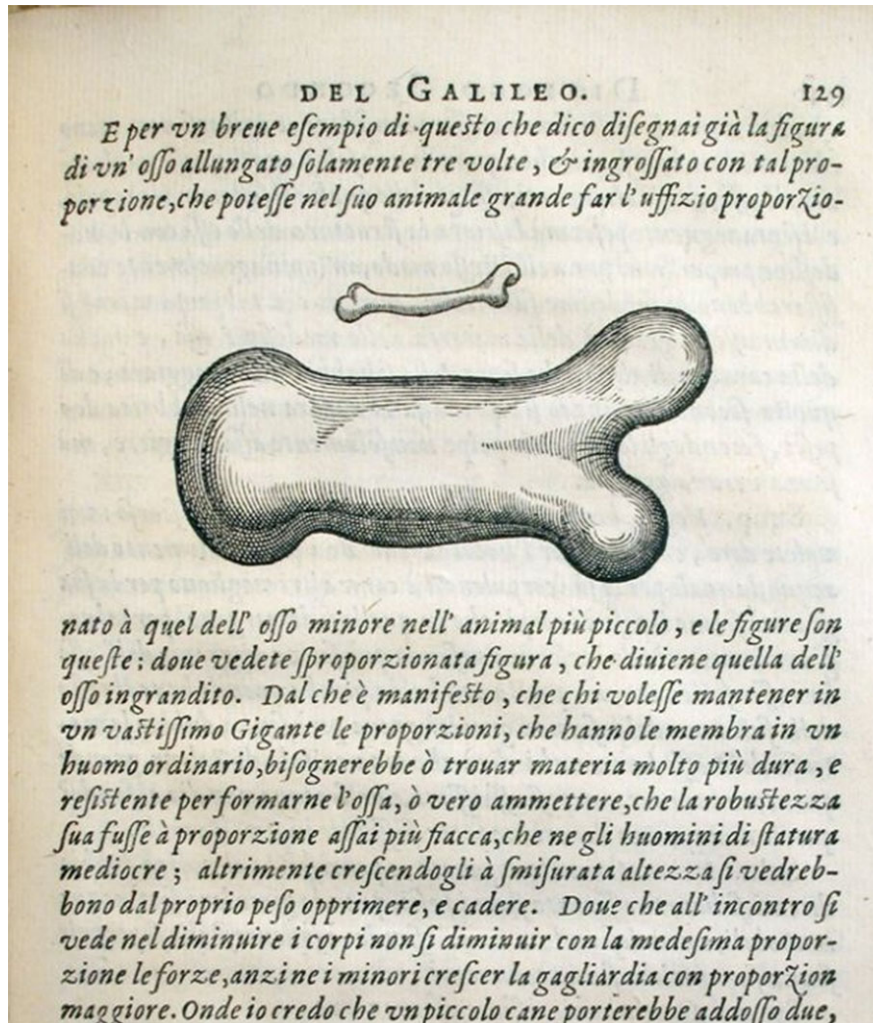 DEL GALILEO. 129
E per vn breue eſempio di queſto che dico diſegnai già la figura
di vn' oſſo allungato ſolamente tre volte, & ingroſſato con tal pro-
portione, che poteſſe nel ſuo animale grande far l' uffizio proporzio-
nato à quel dell' oſſo minore nell' animal più piccolo, e le figure ſon
queſte: doue vedete ſproporzionata figura, che diuiene quella dell'
oſſo ingrandito. Dal che è manifeſto, che chi voleſſe mantener in
vn vaſtiſſimo Gigante le proporzioni, che hanno le membra in vn
huomo ordinario, biſognerebbe ò trouar materia molto più dura, e
reſiſtente per formarne l'oſſa, ò vero ammettere, che la robuſtezza
ſua fuſſe à proporzione aſſai più fiacca, che ne gli huomini di ſtatura
mediocre; altrimente creſcendogli à ſmiſurata altezza ſi vedreb-
bono dal proprio peſo opprimere, e cadere. Doue che all' incontro ſi
vede nel diminuire i corpi non ſi diminuir con la medeſima propor-
zione le forze, anzi ne i minori creſcer la gagliardia con proporzion
maggiore. Onde io credo che vn piccolo cane porterebbe addoſſo due,